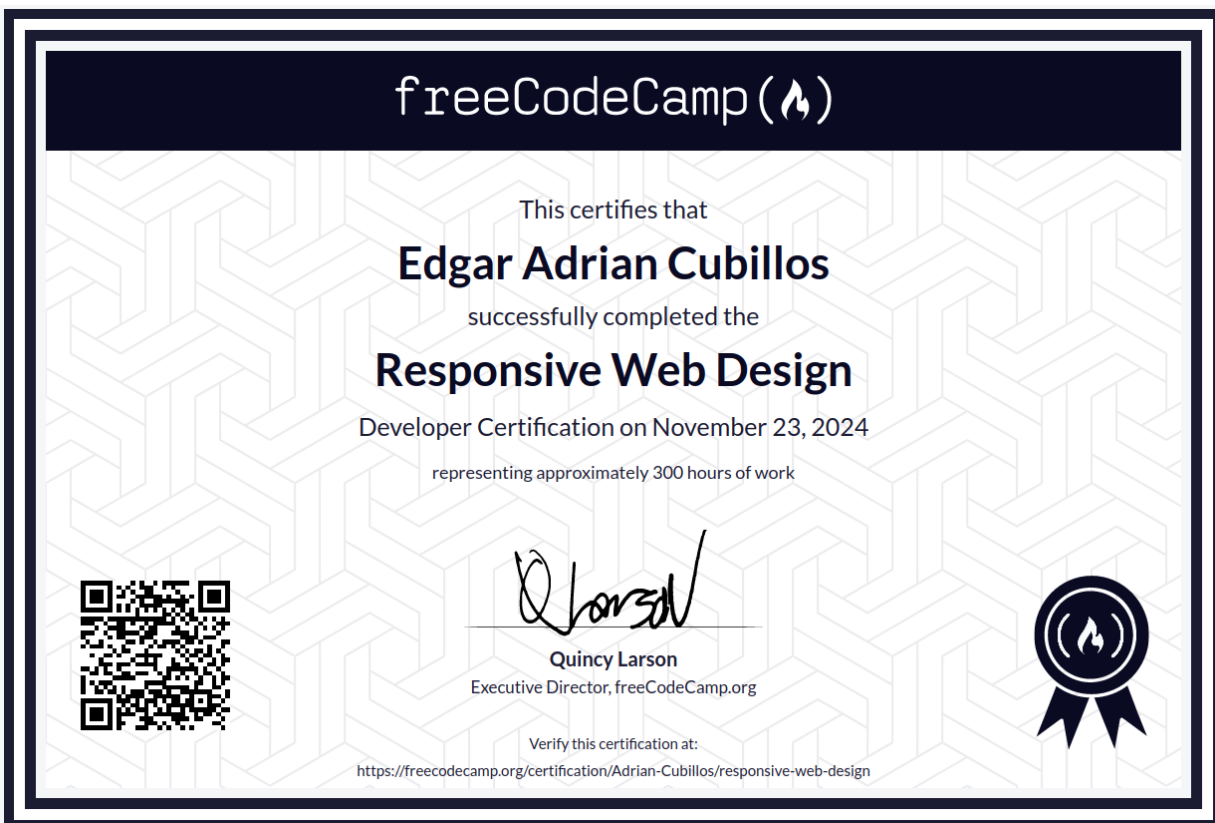 freeCodeCamp
This certifies that
Edgar Adrian Cubillos
successfully completed the
Responsive Web Design
Developer Certification on November 23, 2024
representing approximately 300 hours of work
Q Larson
Quincy Larson
Executive Director, freeCodeCamp.org
Verify this certification at:
https://freecodecamp.org/certification/Adrian-Cubillos/responsive-web-design